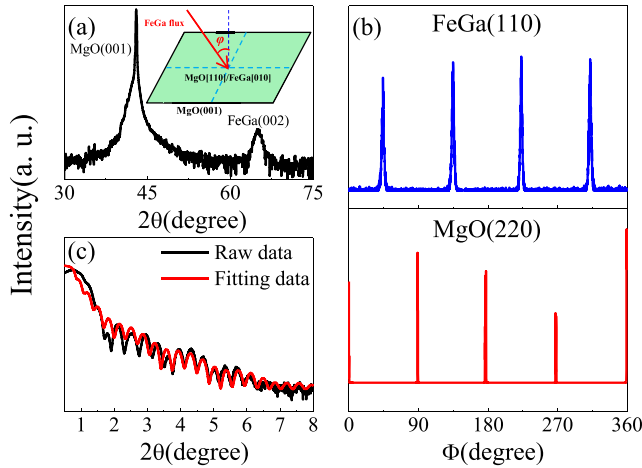 Intensity(a. u.)
(a)
MgO(001)
FeGa flux
φ
MgO[110]/FeGa[010]
MgO(001)
FeGa(002)
30 45 60 75
2θ(degree)
(c)
Raw data
Fitting data
1 2 3 4 5 6 7 8
2θ(degree)
(b)
FeGa(110)
MgO(220)
0 90 180 270 360
Φ(degree)